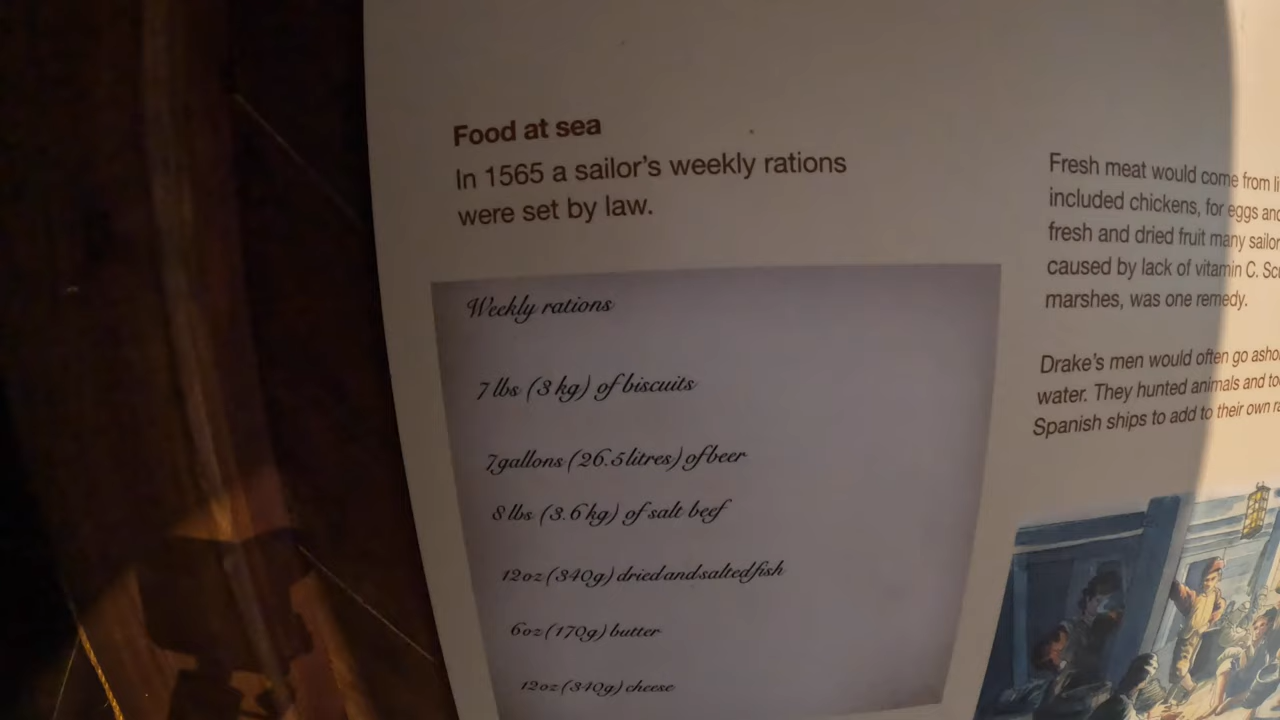 Food at sea
In 1565 a sailor's weekly rations
were set by law.
Weekly rations
7 lbs (3 kg) of biscuits
7 gallons (26.5 litres) of beer
8 lbs (3.6 kg) of salt beef
12oz (340g) dried and salted fish
6oz (170g) butter
12oz (340g) cheese
Fresh meat would come from
included chickens, for eggs
fresh and dried fruit many
caused by lack of vitamin C.
marshes, was one remedy.
Drake's men would often go
water. They hunted animals and
Spanish ships to add to their own